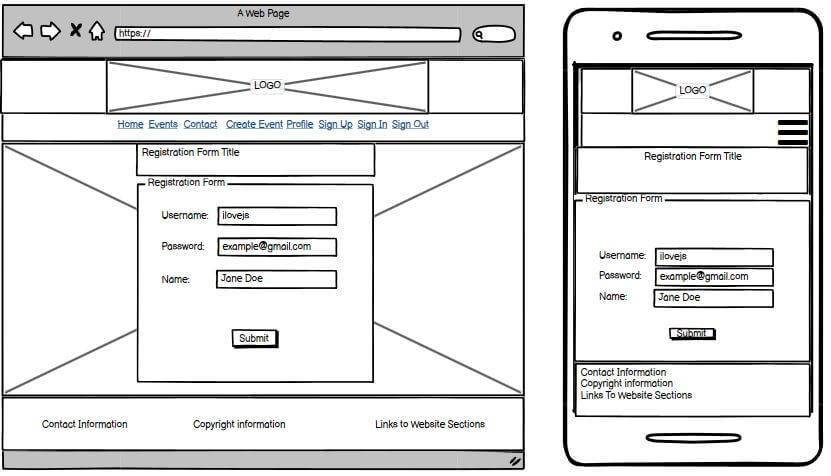 A Web Page
https://
LOGO
Home Events Contact Create Event Profile Sign Up Sign In Sign Out
Registration Form Title
Registration Form
Username: ilovejs
Password: example@gmail.com
Name: Jane Doe
Submit
Contact Information Copyright information Links to Website Sections
LOGO
Registration Form Title
Registration Form
Username: ilovejs
Password: example@gmail.com
Name: Jane Doe
Submit
Contact Information
Copyright information
Links To Website Sections